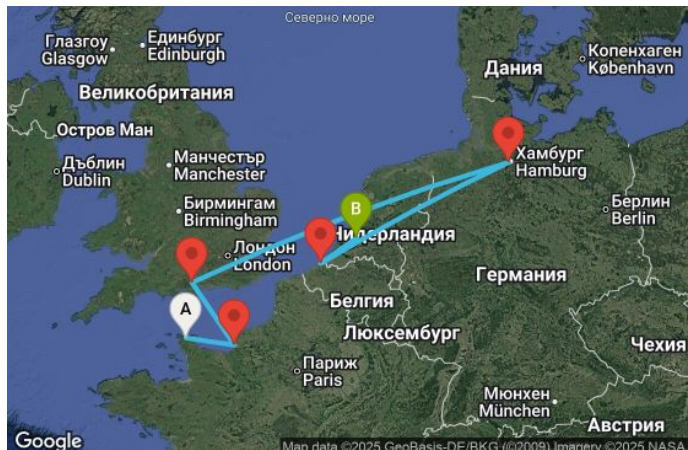 Северно море
Глазгоу
Glasgow
Единбург
Edinburgh
Дания
Копенхаген
København
Великобритания
Остров Ман
Дъблин
Dublin
Манчестър
Manchester
Хамбург
Hamburg
Бирмингам
Birmingham
B
Берлин
Berlin
Лондон
London
Нидерландия
Германия
A
Белгия
Люксембург
Чехия
Париж
Paris
Мюнхен
München
Австрия
Google
Map data ©2025 GeoBasis-DE/BKG (©2009) Imagery ©2025 NASA